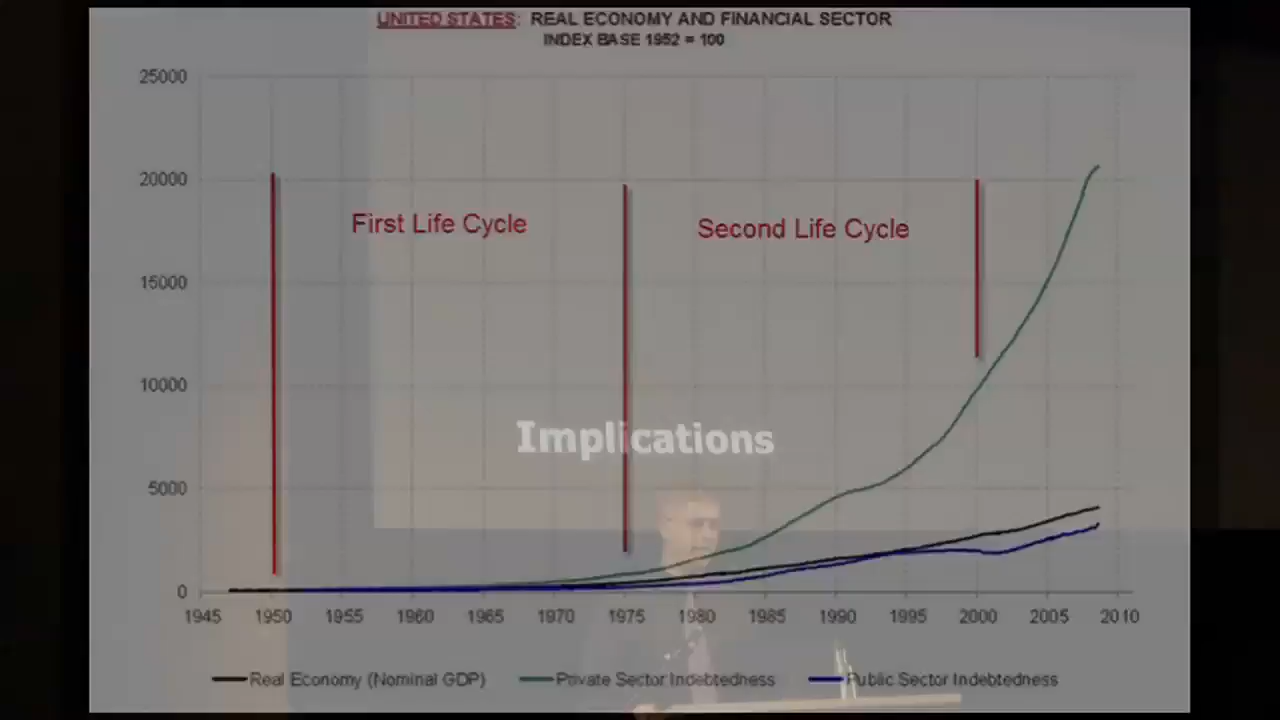 UNITED STATES: REAL ECONOMY AND FINANCIAL SECTOR
INDEX BASE 1952 = 100
25000
20000
15000
10000
5000
0
First Life Cycle
Second Life Cycle
Implications
1945 1950 1955 1960 1965 1970 1975 1980 1985 1990 1995 2000 2005 2010
Real Economy (Nominal GDP) Private Sector Indebtedness Public Sector Indebtedness